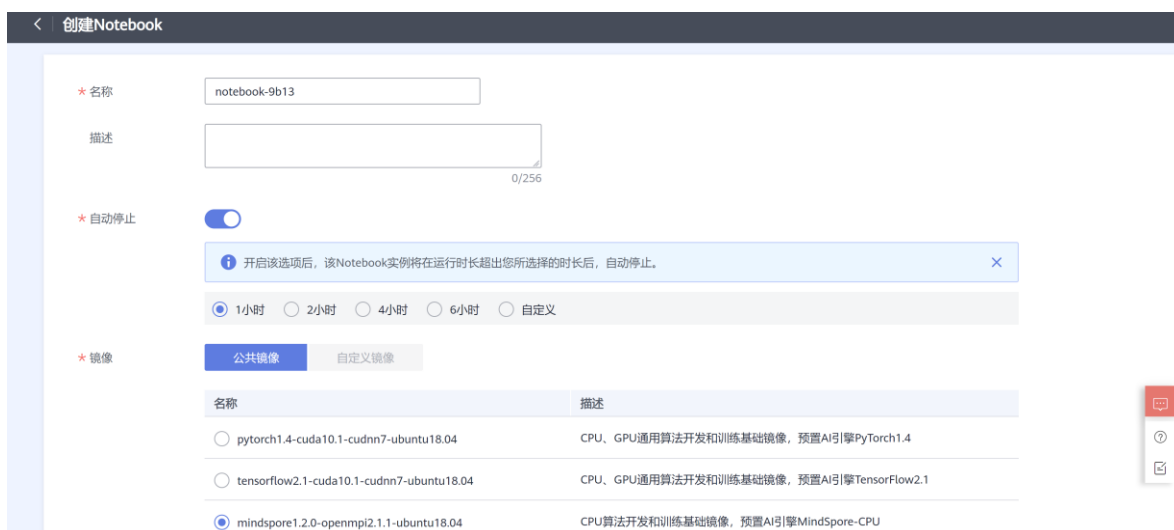 创建Notebook
* 名称 notebook-9b13
描述
0/256
* 自动停止
开启该选项后，该Notebook实例将在运行时长超出您所选择的时长后，自动停止。
1小时 2小时 4小时 6小时 自定义
* 镜像 公共镜像 自定义镜像
名称 描述
pytorch1.4-cuda10.1-cudnn7-ubuntu18.04 CPU、GPU通用算法开发和训练基础镜像，预置AI引擎PyTorch1.4
tensorflow2.1-cuda10.1-cudnn7-ubuntu18.04 CPU、GPU通用算法开发和训练基础镜像，预置AI引擎TensorFlow2.1
mindspore1.2.0-openmpi2.1.1-ubuntu18.04 CPU算法开发和训练基础镜像，预置AI引擎MindSpore-CPU